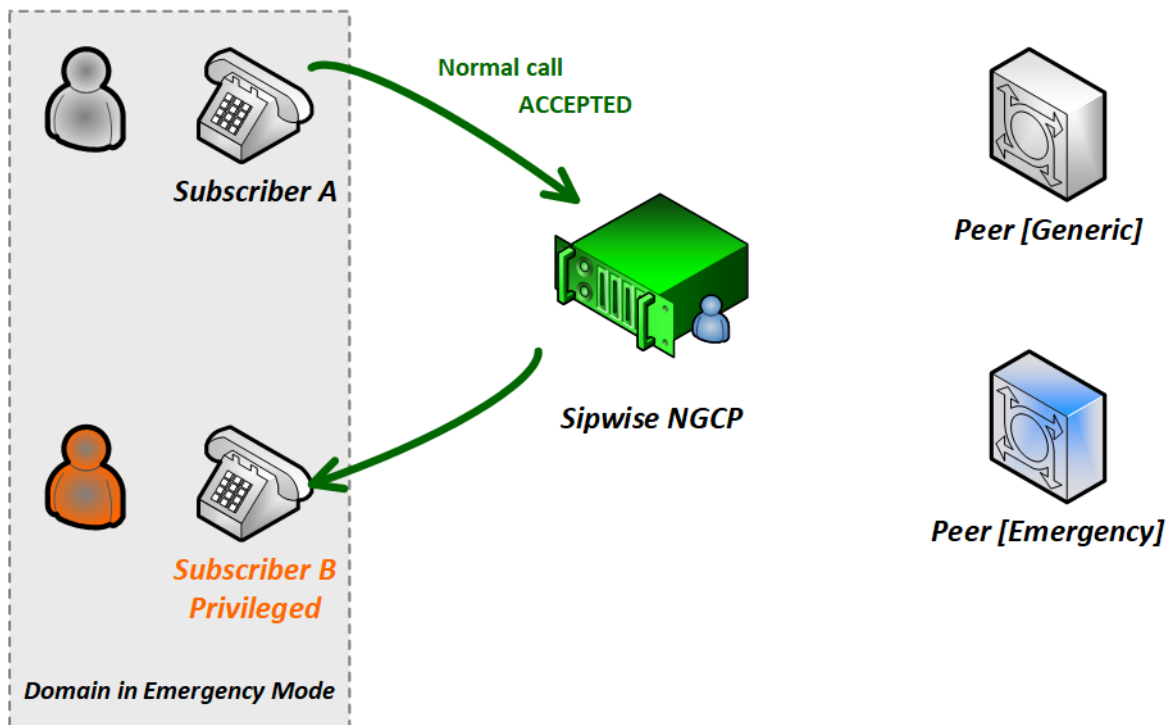 Normal call
ACCEPTED
Subscriber A
Peer [Generic]
Sipwise NGCP
Peer [Emergency]
Subscriber B
Privileged
Domain in Emergency Mode